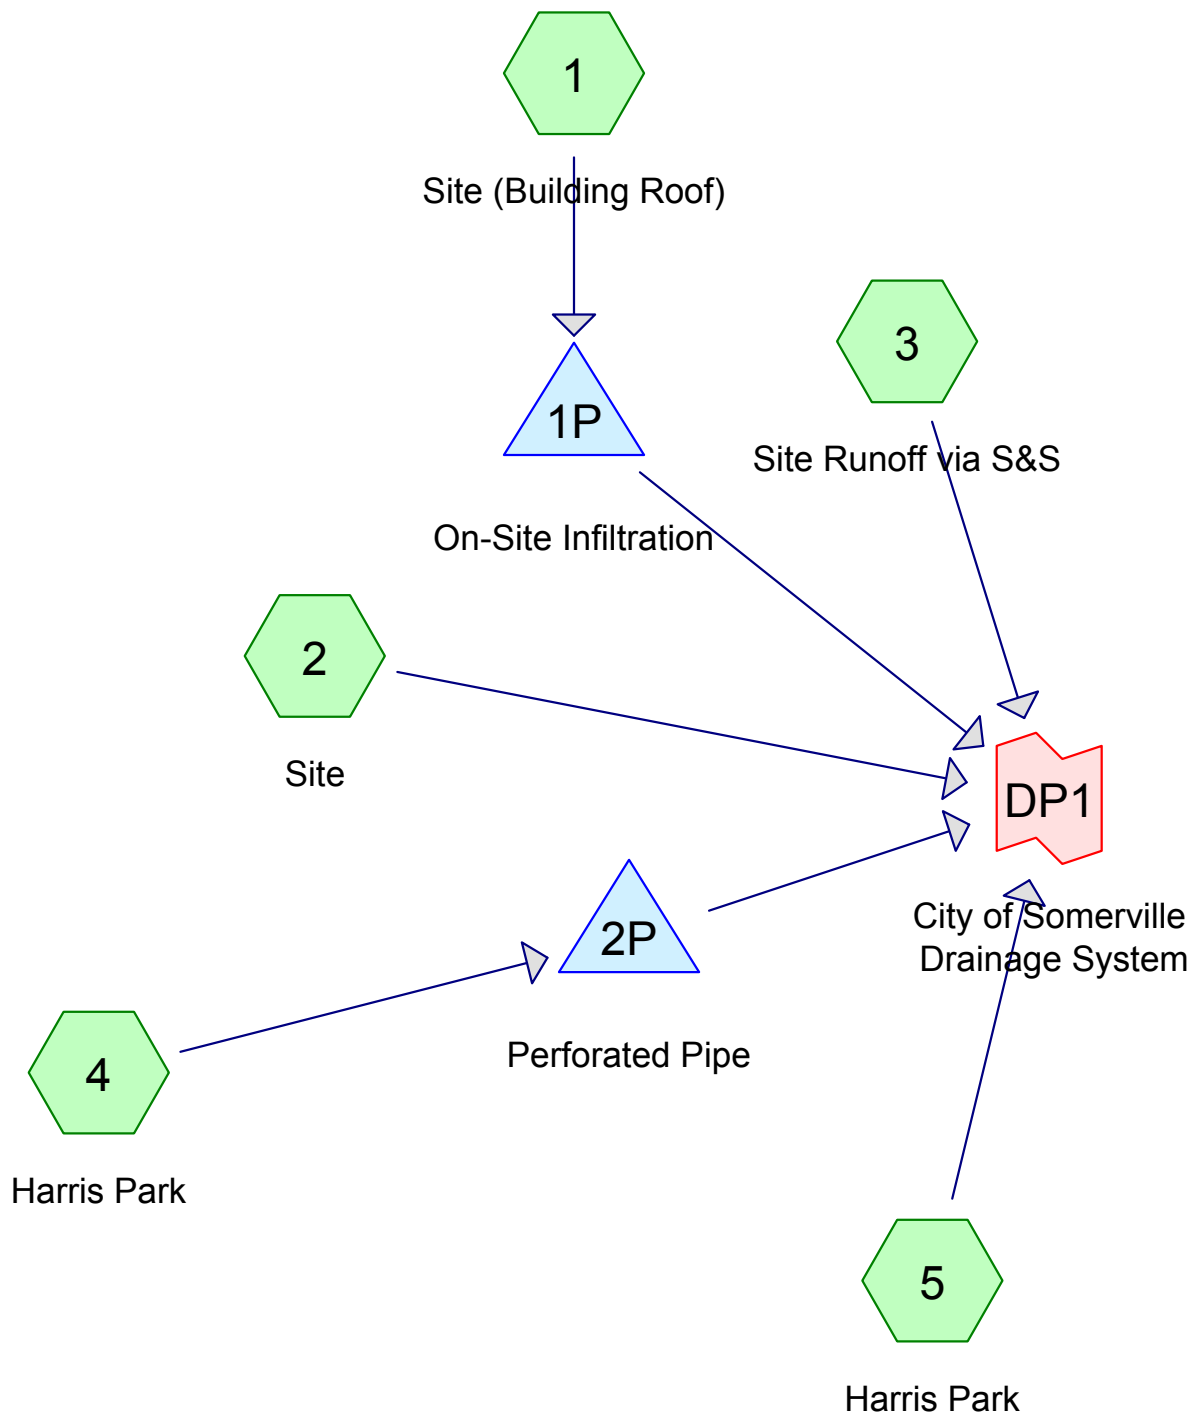 1
Site (Building Roof)
3
Site Runoff via S&S
1P
On-Site Infiltration
2
Site
DP1
City of Somerville
Drainage System
2P
Perforated Pipe
4
Harris Park
5
Harris Park